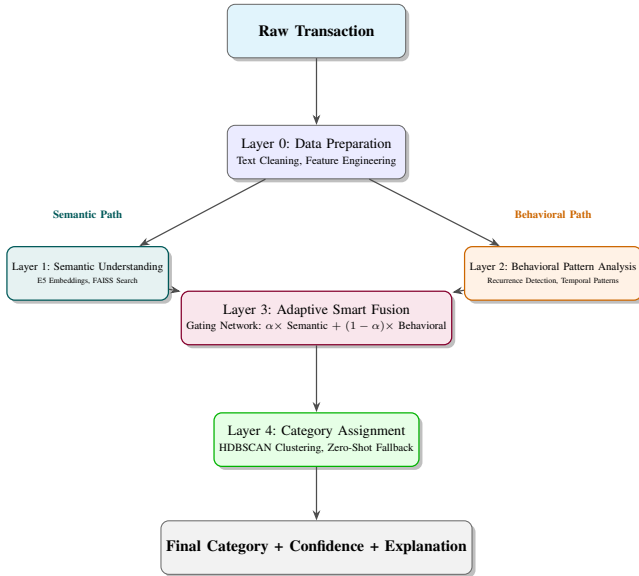 Raw Transaction
Layer 0: Data Preparation
Text Cleaning, Feature Engineering
Semantic Path
Behavioral Path
Layer 1: Semantic Understanding
E5 Embeddings, FAISS Search
Layer 2: Behavioral Pattern Analysis
Recurrence Detection, Temporal Patterns
Layer 3: Adaptive Smart Fusion
Gating Network: α× Semantic + (1 − α)× Behavioral
Layer 4: Category Assignment
HDBSCAN Clustering, Zero-Shot Fallback
Final Category + Confidence + Explanation